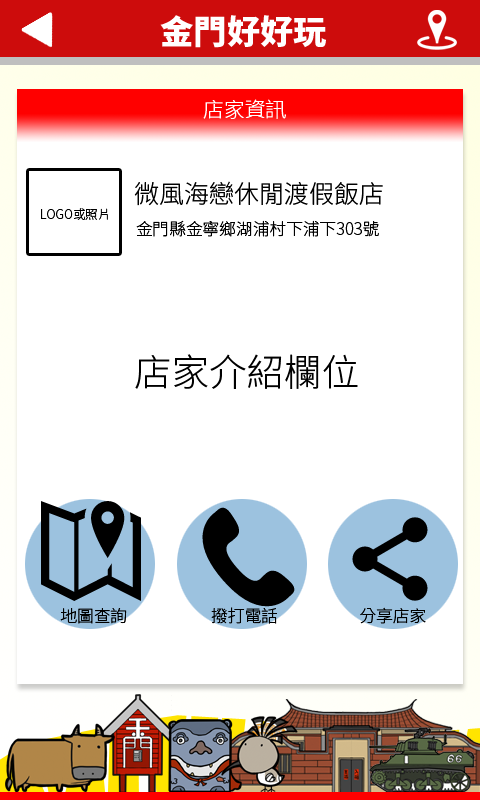 金門好好玩
店家資訊
LOGO或照片
微風海戀休閒渡假飯店
金門縣金寧鄉湖浦村下浦下303號
店家介紹欄位
地圖查詢
撥打電話
分享店家
金門
66